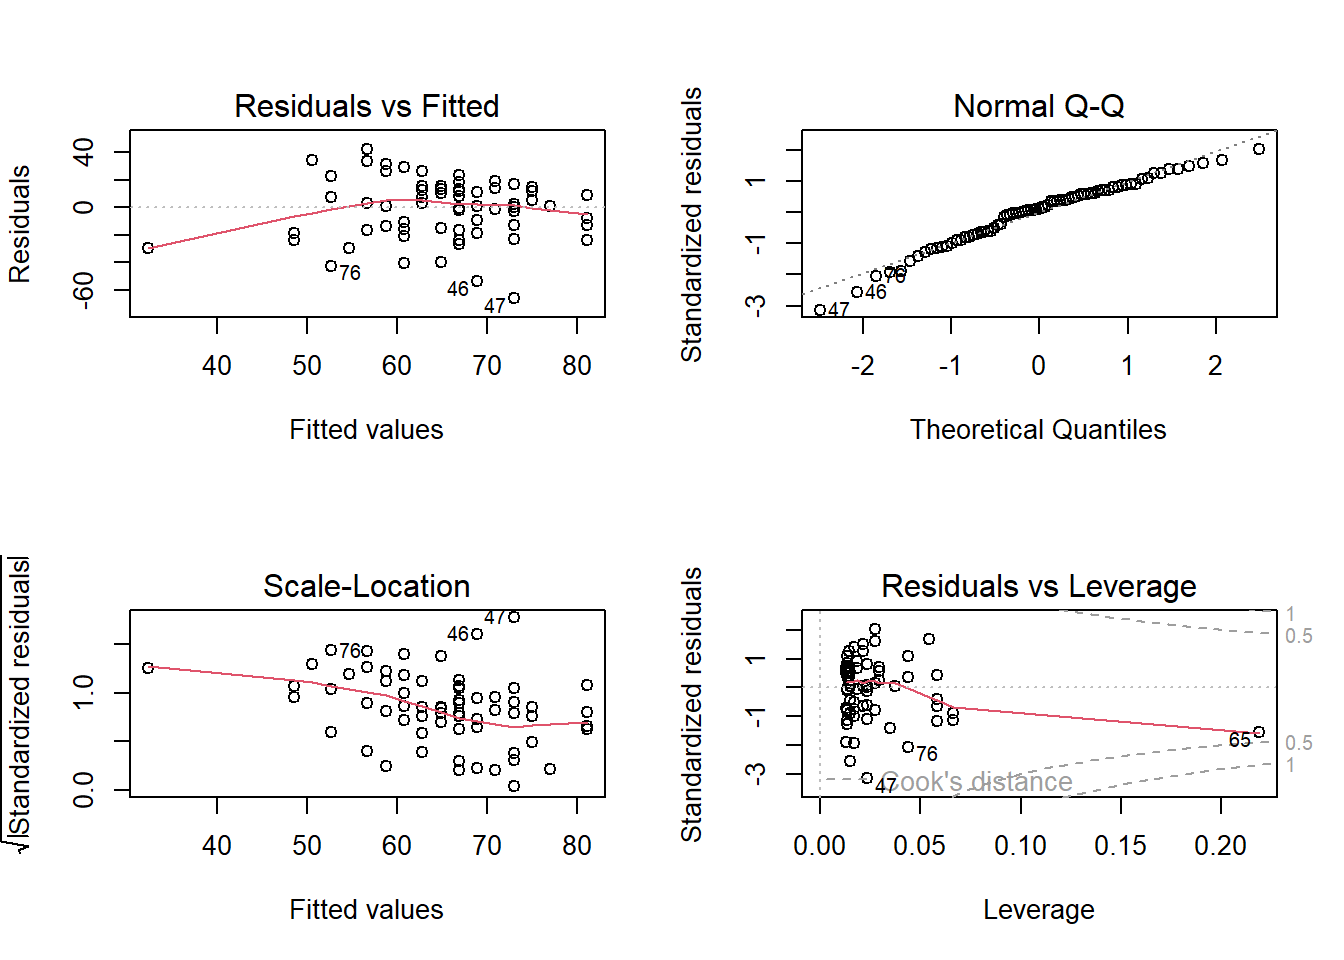 Residuals vs Fitted
Residuals
40
0
-60
76
46
47
40 50 60 70 80
Fitted values
Normal Q-Q
Standardized residuals
1
-1
-3
76
46
47
-2 -1 0 1 2
Theoretical Quantiles
Scale-Location
√|Standardized residuals|
1.0
0.0
47
46
76
40 50 60 70 80
Fitted values
Residuals vs Leverage
Standardized residuals
1
-1
-3
1
0.5
0.5
1
65
76
47
Cook's distance
0.00 0.05 0.10 0.15 0.20
Leverage